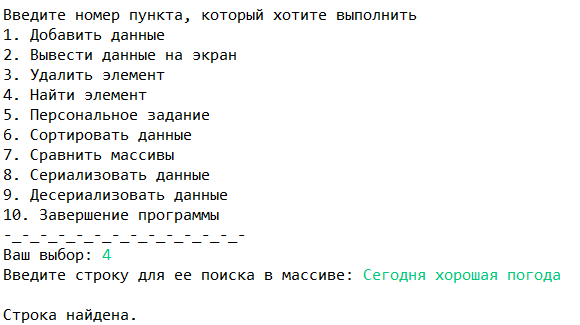 Введите номер пункта, который хотите выполнить
1. Добавить данные
2. Вывести данные на экран
3. Удалить элемент
4. Найти элемент
5. Персональное задание
6. Сортировать данные
7. Сравнить массивы
8. Сериализовать данные
9. Десериализовать данные
10. Завершение программы
-_-_-_-_-_-_-_-_-_-_-_-_-_-
Ваш выбор: 4
Введите строку для ее поиска в массиве: Сегодня хорошая погода
Строка найдена.